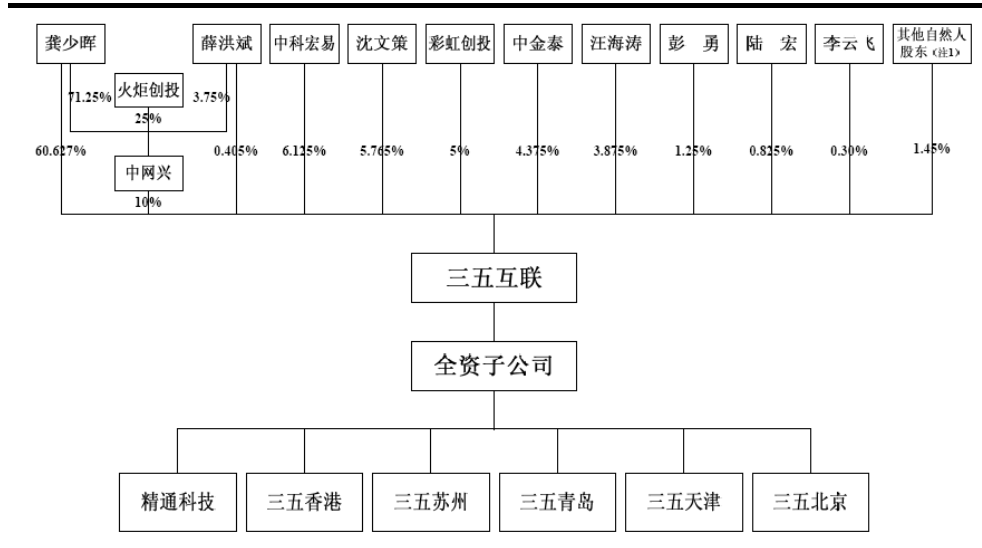 龚少晖
薛洪斌
中科宏易
沈文策
彩虹创投
中金泰
汪海涛
彭 勇
陆 宏
李云飞
其他自然人
股东（注1）
71.25%
火炬创投
3.75%
25%
60.627%
0.405%
6.125%
5.765%
5%
4.375%
3.875%
1.25%
0.825%
0.30%
1.45%
中网兴
10%
三五互联
全资子公司
精通科技
三五香港
三五苏州
三五青岛
三五天津
三五北京